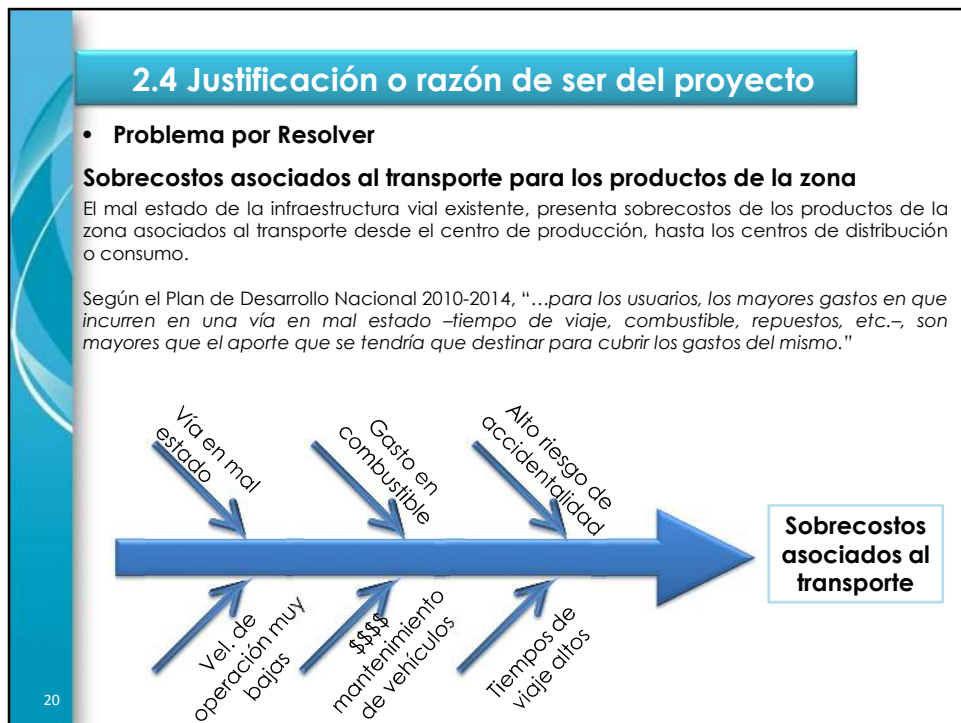 2.4 Justificación o razón de ser del proyecto
• Problema por Resolver
Sobrecostos asociados al transporte para los productos de la zona
El mal estado de la infraestructura vial existente, presenta sobrecostos de los productos de la
zona asociados al transporte desde el centro de producción, hasta los centros de distribución
o consumo.
Según el Plan de Desarrollo Nacional 2010-2014, “…para los usuarios, los mayores gastos en que
incurren en una vía en mal estado –tiempo de viaje, combustible, repuestos, etc.–, son
mayores que el aporte que se tendría que destinar para cubrir los gastos del mismo.”
Vía en mal
estado
Gasto en
combustible
Alto riesgo de
accidentalidad
Sobrecostos
asociados al
transporte
Vel. de
operación muy
bajas
$$$$
mantenimiento
de vehículos
Tiempos de
viaje altos
20